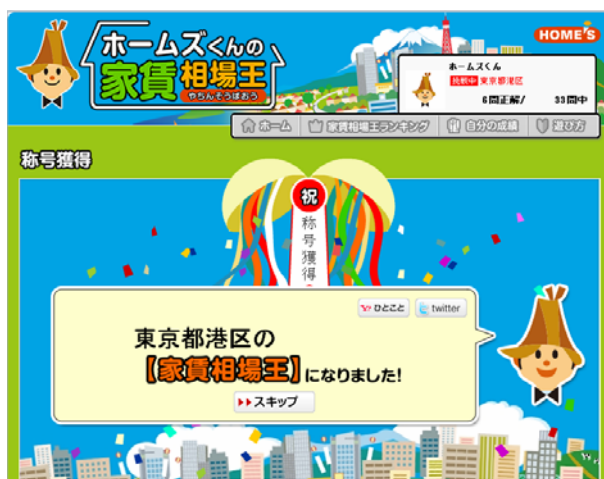 ホームズくんの
家賃相場王
やちんそうばおう
HOME'S
ホームズくん
挑戦中 東京都港区
6問正解/ 33問中
ホーム 家賃相場王ランキング 自分の成績 遊び方
称号獲得
祝
称号獲得
ひとこと twitter
東京都港区の
【家賃相場王】になりました!
スキップ